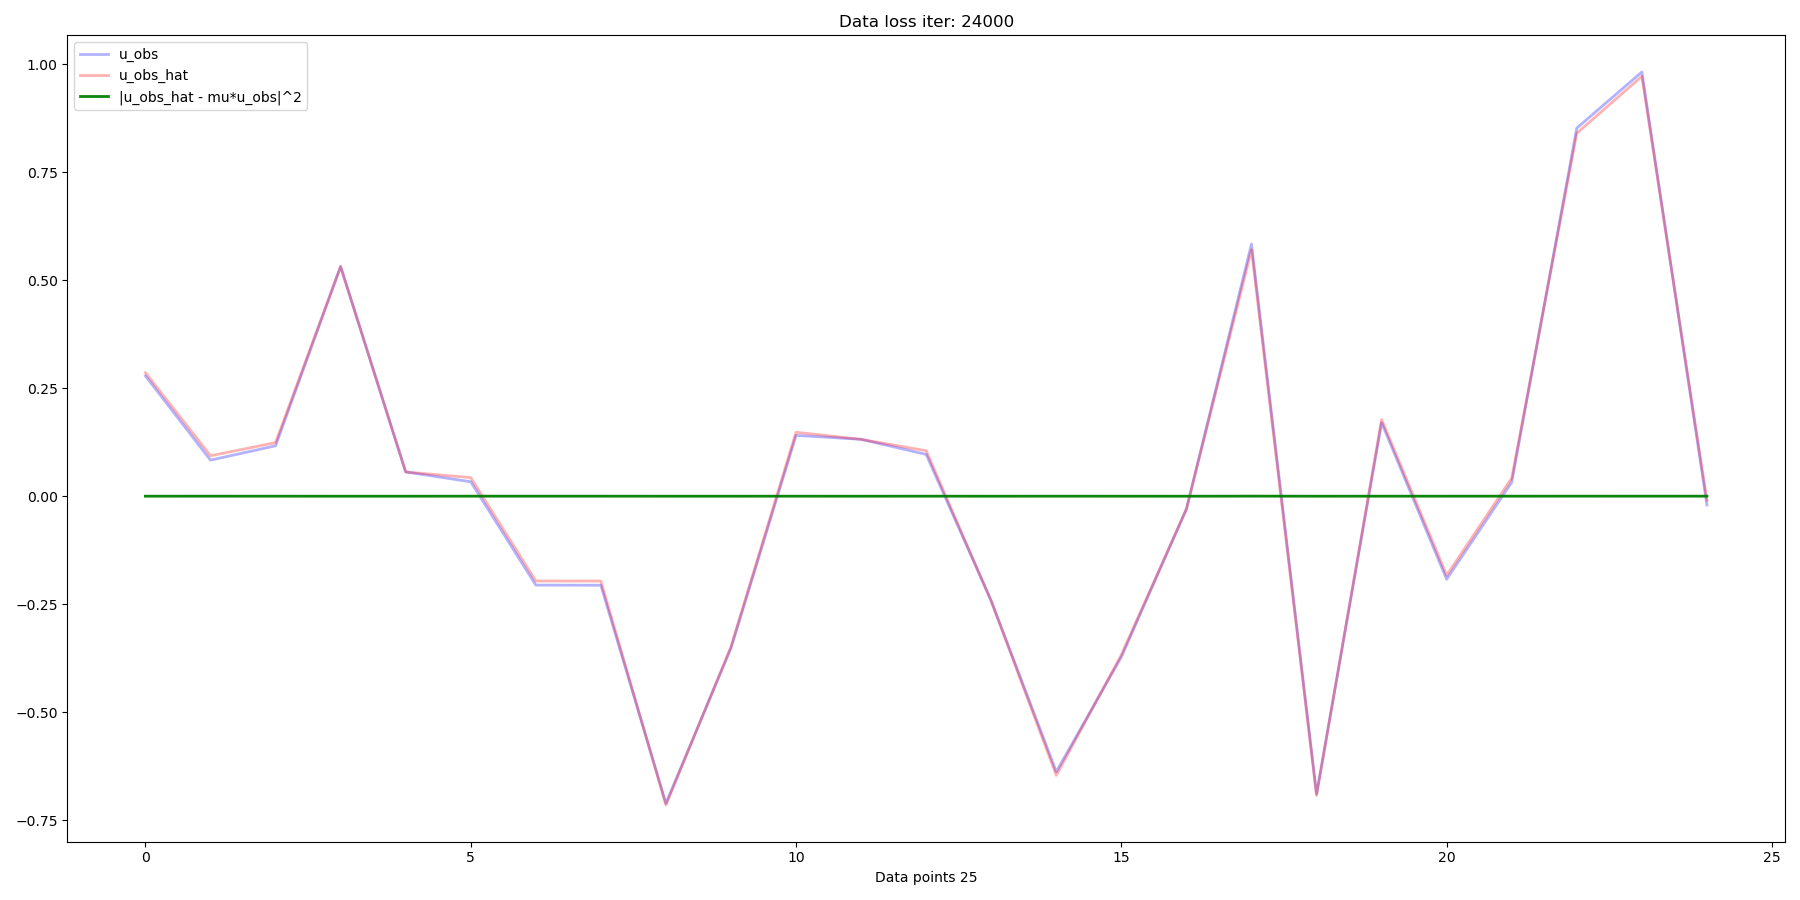 Data loss iter: 24000
u_obs
u_obs_hat
|u_obs_hat - mu*u_obs|^2
1.00
0.75
0.50
0.25
0.00
−0.25
−0.50
−0.75
0
5
10
15
20
25
Data points 25